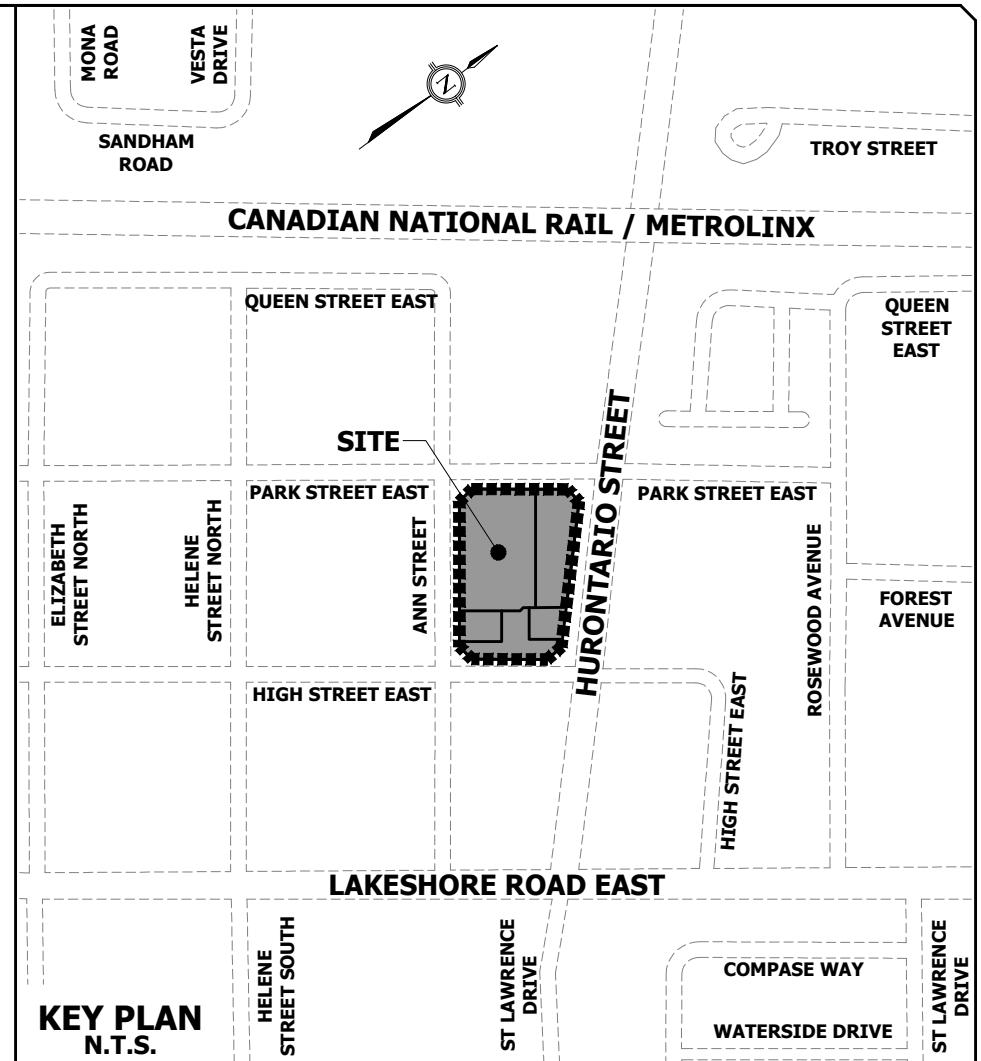 MONA
ROAD
VESTA
DRIVE
N
SANDHAM
ROAD
TROY STREET
CANADIAN NATIONAL RAIL / METROLINX
QUEEN STREET EAST
QUEEN
STREET
EAST
SITE
HURONTARIO STREET
PARK STREET EAST
PARK STREET EAST
ELIZABETH
STREET NORTH
HELENE
STREET NORTH
ANN STREET
ROSEWOOD AVENUE
FOREST
AVENUE
HIGH STREET EAST
HIGH STREET EAST
LAKESHORE ROAD EAST
HELENE
STREET SOUTH
ST LAWRENCE
DRIVE
COMPASE WAY
ST LAWRENCE
DRIVE
WATERSIDE DRIVE
KEY PLAN
N.T.S.